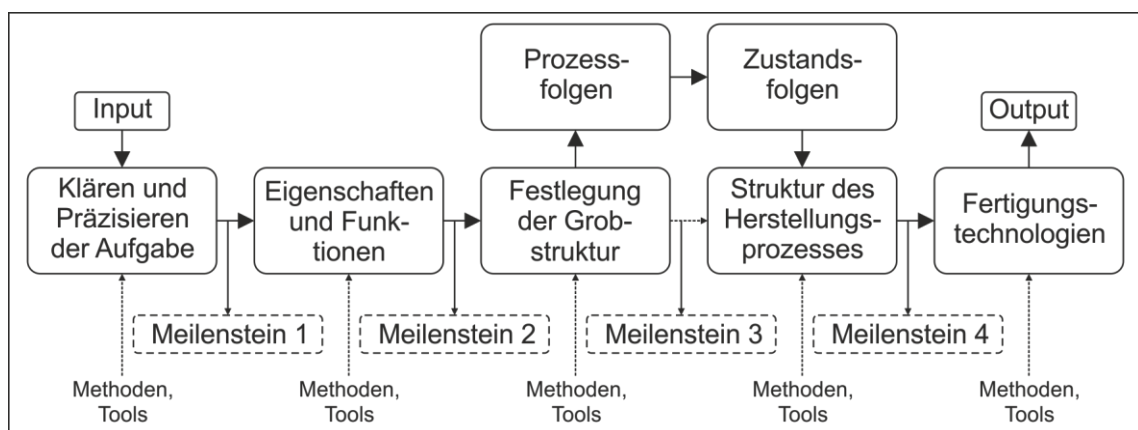 Prozess-
folgen
Zustands-
folgen
Input
Output
Klären und
Präzisieren
der Aufgabe
Eigenschaften
und Funk-
tionen
Festlegung
der Grob-
struktur
Struktur des
Herstellungs-
prozesses
Fertigungs-
technologien
Meilenstein 1
Meilenstein 2
Meilenstein 3
Meilenstein 4
Methoden,
Tools
Methoden,
Tools
Methoden,
Tools
Methoden,
Tools
Methoden,
Tools